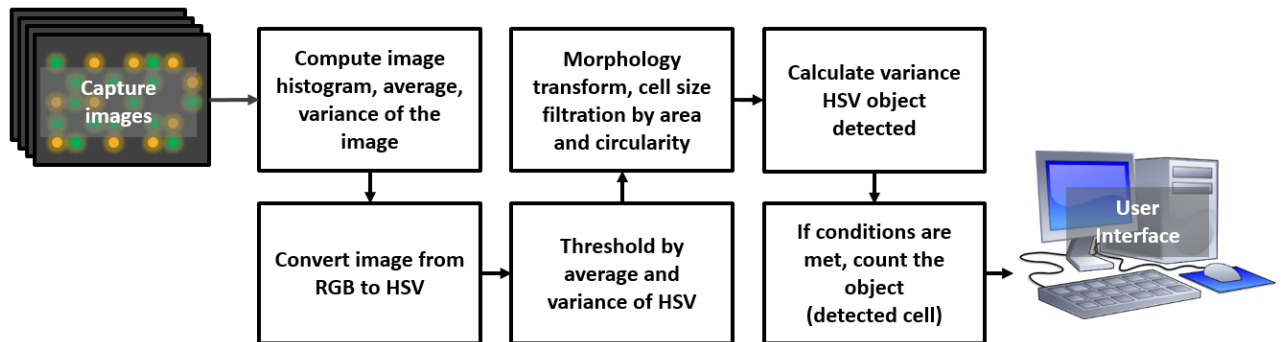 Capture
images
Compute image
histogram, average,
variance of the
image
Convert image from
RGB to HSV
Threshold by
average and
variance of HSV
Morphology
transform, cell size
filtration by area
and circularity
Calculate variance
HSV object
detected
If conditions are
met, count the
object
(detected cell)
User
Interface